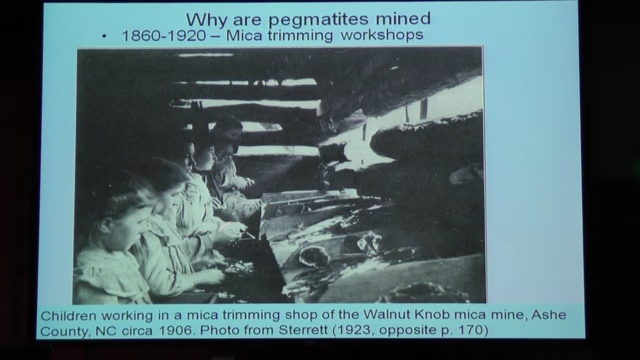 Why are pegmatites mined
• 1860-1920 – Mica trimming workshops
Children working in a mica trimming shop of the Walnut Knob mica mine, Ashe
County, NC circa 1906. Photo from Sterrett (1923, opposite p. 170)